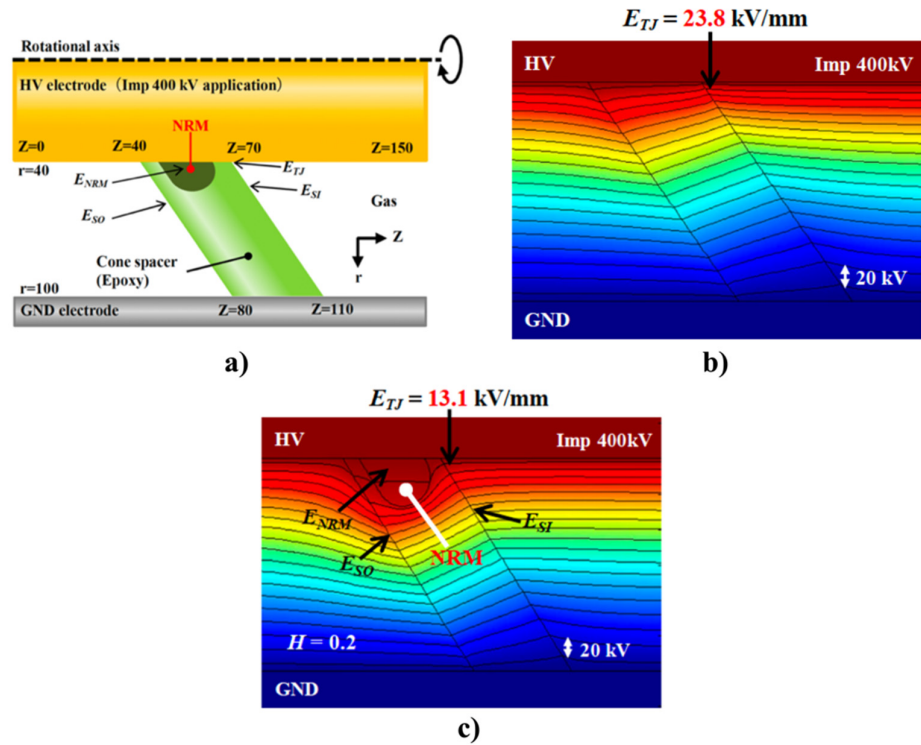 Rotational axis
HV electrode (Imp 400 kV application)
NRM
Z=0 Z=40 Z=70 Z=150
r=40
E_NRM
E_TJ
E_SO
E_SI
Gas
Z
r
Cone spacer
(Epoxy)
r=100
GND electrode Z=80 Z=110
a)
E_TJ = 23.8 kV/mm
HV Imp 400kV
20 kV
GND
b)
E_TJ = 13.1 kV/mm
HV Imp 400kV
E_NRM
E_SI
E_SO
NRM
H = 0.2
20 kV
GND
c)